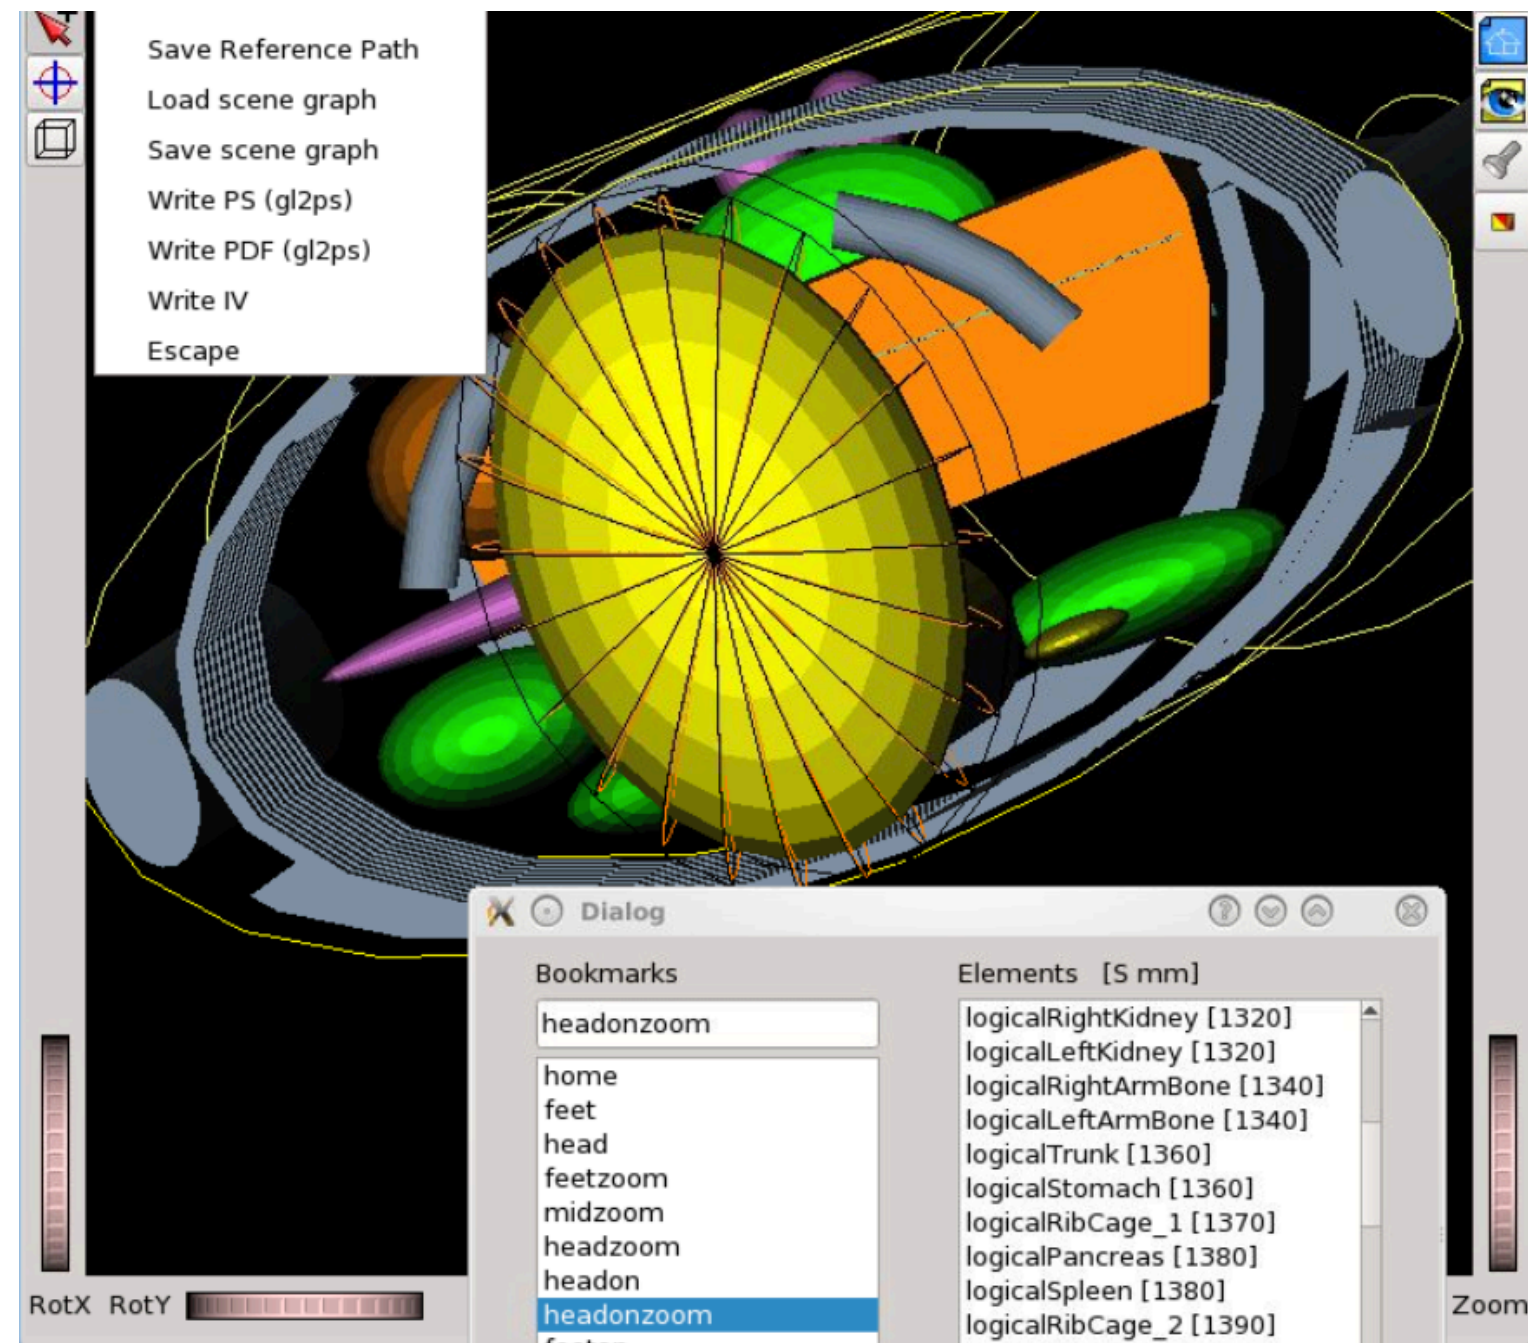 Save Reference Path
Load scene graph
Save scene graph
Write PS (gl2ps)
Write PDF (gl2ps)
Write IV
Escape
Dialog
Bookmarks
headonzoom
home
feet
head
feetzoom
midzoom
headzoom
headon
headonzoom
Elements [S mm]
logicalRightKidney [1320]
logicalLeftKidney [1320]
logicalRightArmBone [1340]
logicalLeftArmBone [1340]
logicalTrunk [1360]
logicalStomach [1360]
logicalRibCage_1 [1370]
logicalPancreas [1380]
logicalSpleen [1380]
logicalRibCage_2 [1390]
RotX RotY
Zoom